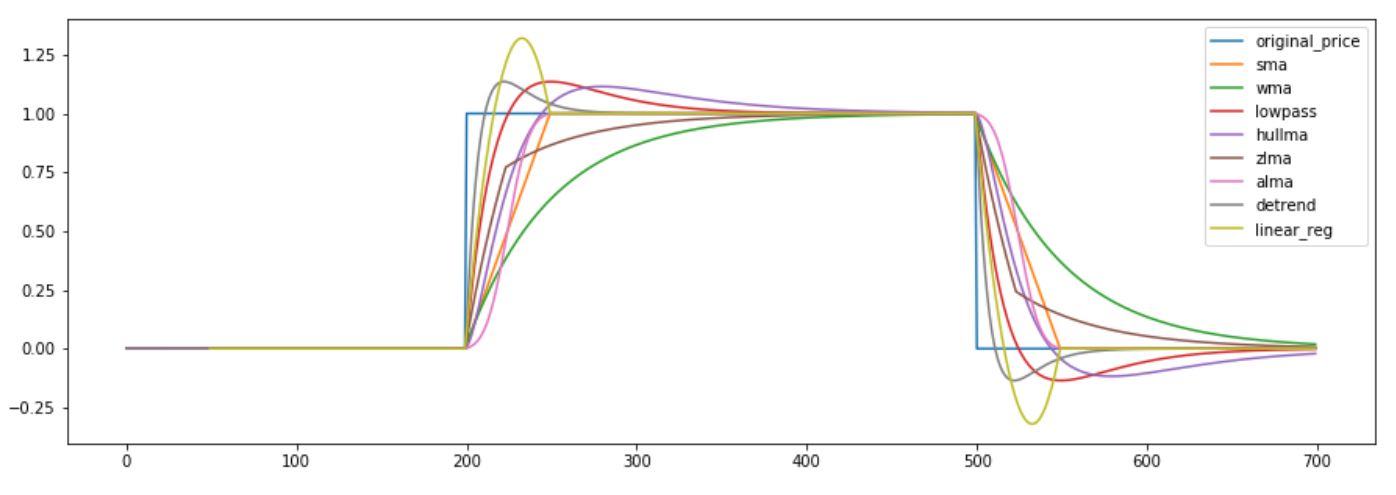 1.25
1.00
0.75
0.50
0.25
0.00
−0.25
0 100 200 300 400 500 600 700
original_price
sma
wma
lowpass
hullma
zlma
alma
detrend
linear_reg